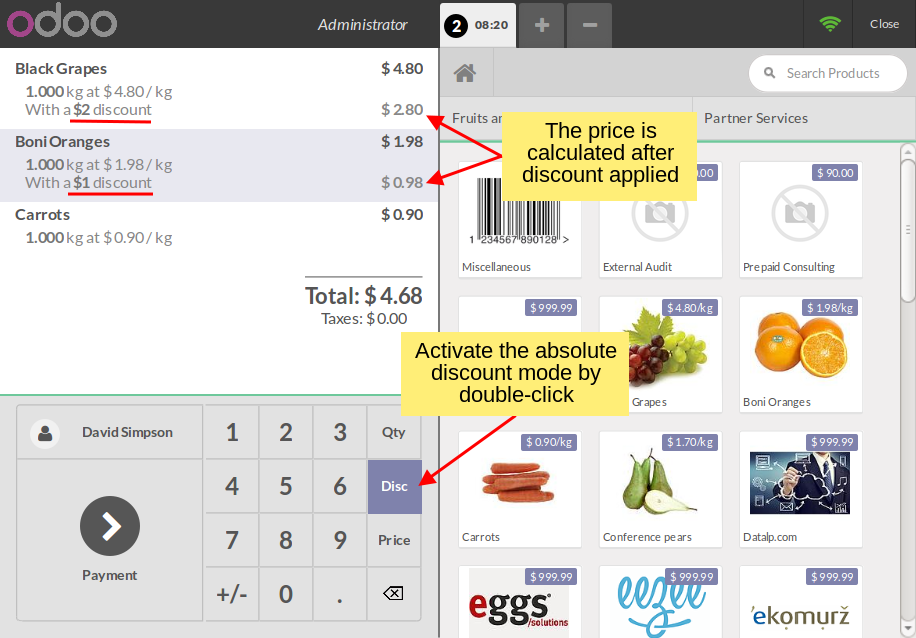 odoo
Administrator
2 08:20
+
−
Close
Black Grapes $ 4.80
1.000 kg at $ 4.80 / kg
With a $2 discount $ 2.80
Boni Oranges $ 1.98
1.000 kg at $ 1.98 / kg
With a $1 discount $ 0.98
Carrots $ 0.90
1.000 kg at $ 0.90 / kg
Total: $ 4.68
Taxes: $ 0.00
David Simpson
Payment
1 2 3 Qty
4 5 6 Disc
7 8 9 Price
+/- 0 .
Search Products
Fruits
Partner Services
The price is
calculated after
discount applied
Activate the absolute
discount mode by
double-click
1 234567 890128 >
Miscellaneous
.00
External Audit
$ 90.00
Prepaid Consulting
$ 999.99
$ 4.80/kg
Grapes
$ 1.98/kg
Boni Oranges
$ 0.90/kg
Carrots
$ 1.70/kg
Conference pears
$ 999.99
Datalp.com
$ 999.99
eggs
/solutions
$ 999.99
eezee
$ 999.99
'ekomurž